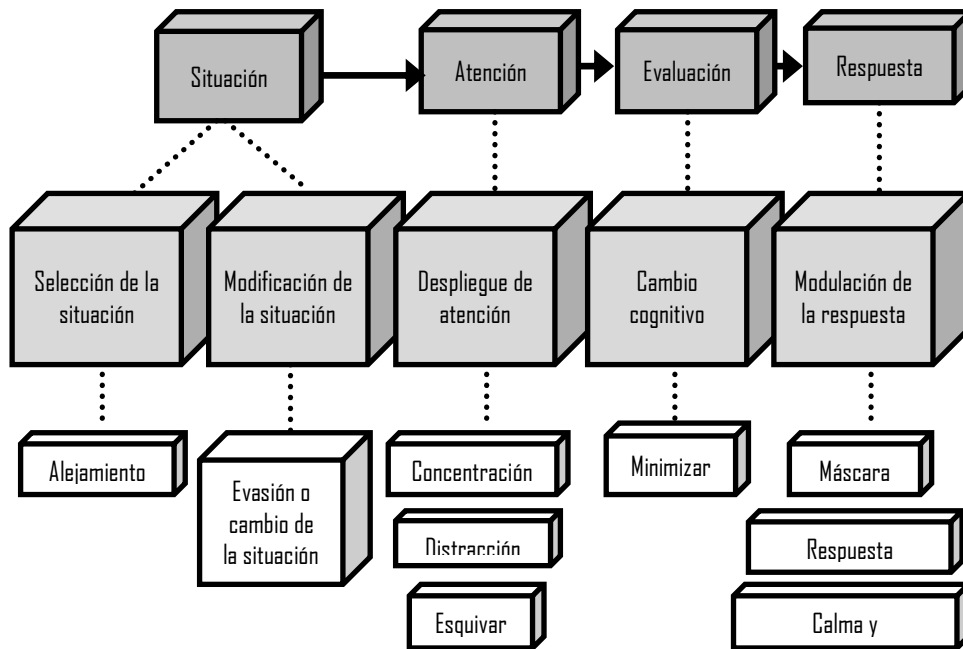 Situación
Atención
Evaluación
Respuesta
Selección de la
situación
Modificación de
la situación
Despliegue de
atención
Cambio
cognitivo
Modulación de
la respuesta
Alejamiento
Evasión o
cambio de
la situación
Concentración
Distracción
Esquivar
Minimizar
Máscara
Respuesta
Calma y